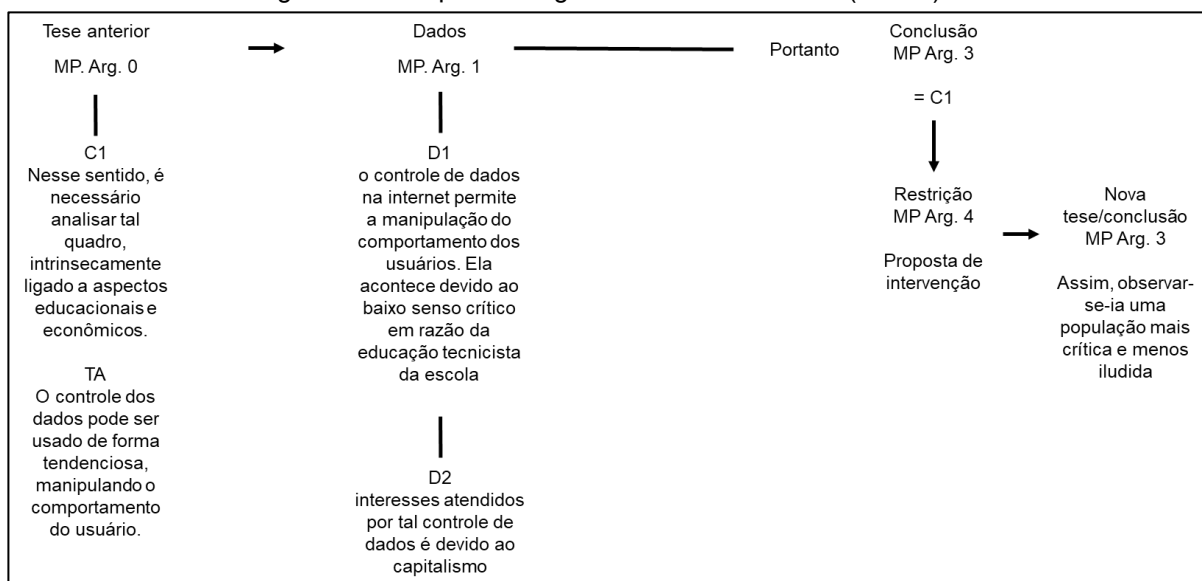 Tese anterior
MP. Arg. 0
C1
Nesse sentido, é
necessário
analisar tal
quadro,
intrinsecamente
ligado a aspectos
educacionais e
econômicos.
TA
O controle dos
dados pode ser
usado de forma
tendenciosa,
manipulando o
comportamento
do usuário.
Dados
MP. Arg. 1
D1
o controle de dados
na internet permite
a manipulação do
comportamento dos
usuários. Ela
acontece devido ao
baixo senso crítico
em razão da
educação tecnicista
da escola
D2
interesses atendidos
por tal controle de
dados é devido ao
capitalismo
Portanto
Conclusão
MP Arg. 3
= C1
Restrição
MP Arg. 4
Proposta de
intervenção
Nova
tese/conclusão
MP Arg. 3
Assim, observar-
se-ia uma
população mais
crítica e menos
iludida